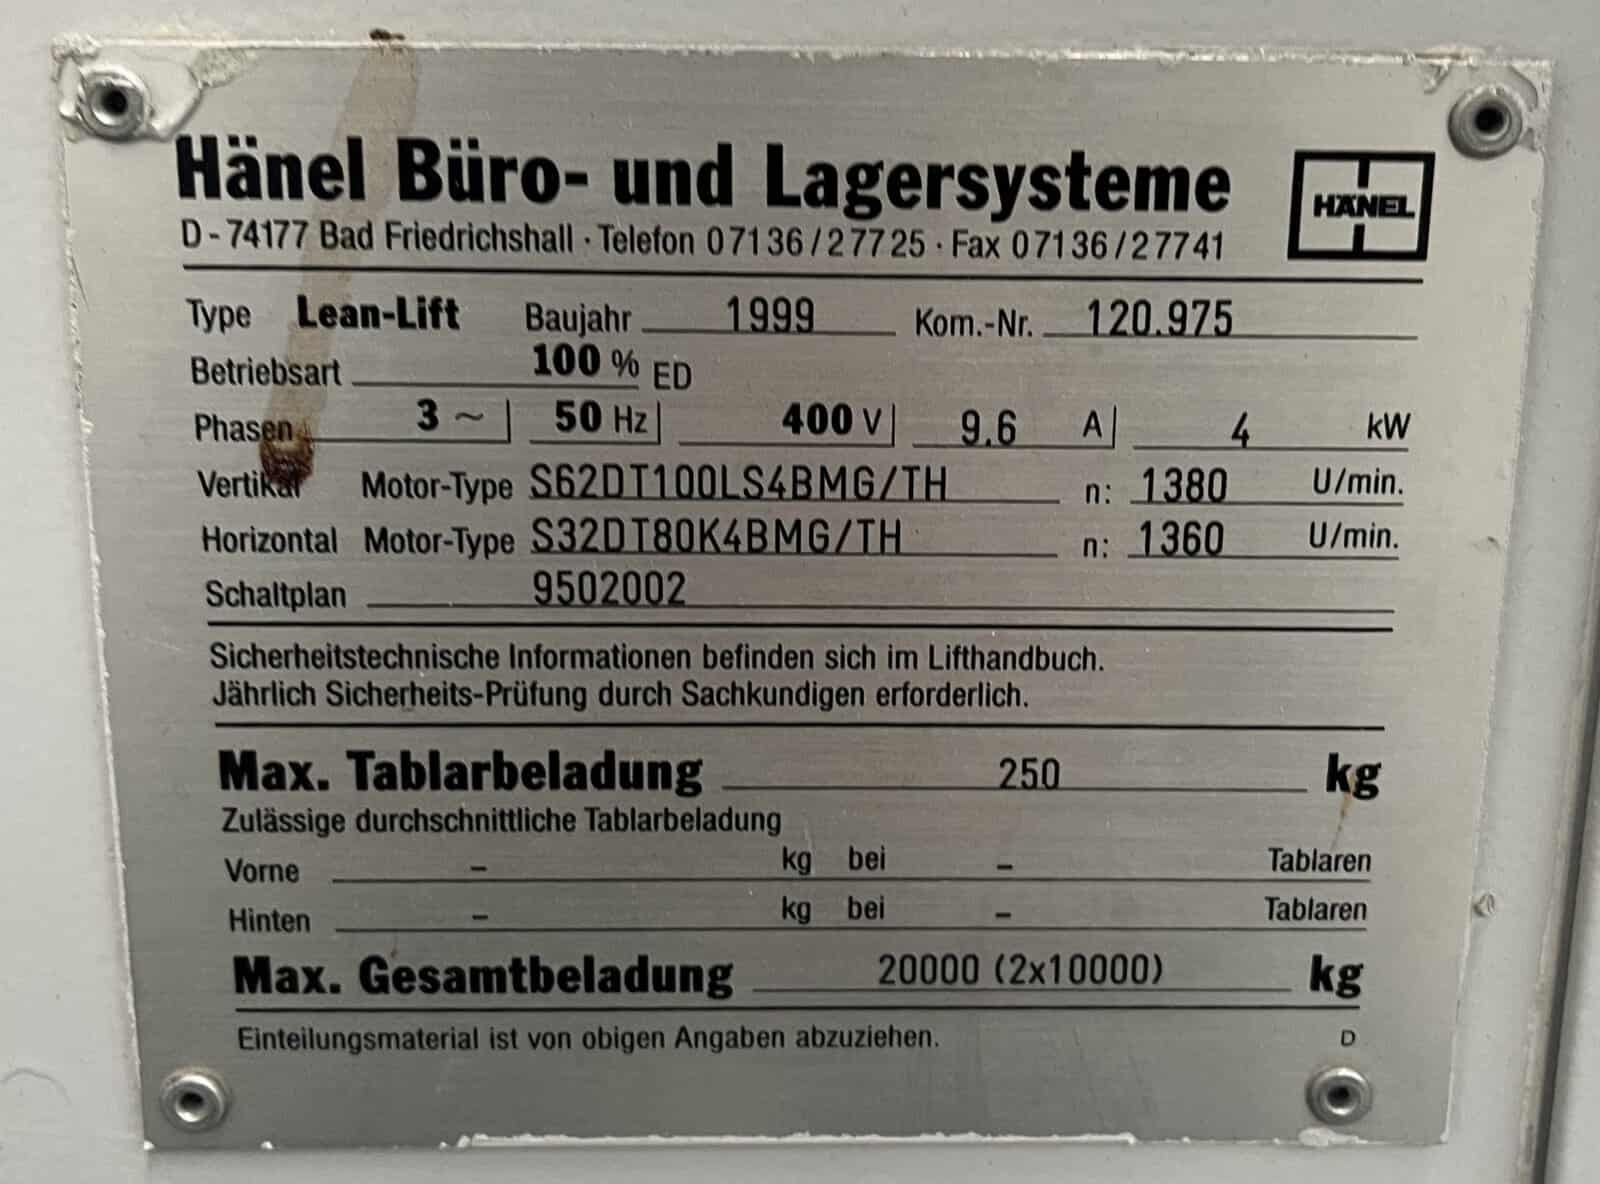 Hänel Büro- und Lagersysteme
HÄNEL
D - 74177 Bad Friedrichshall · Telefon 07136/27725 · Fax 07136/27741
Type Lean-Lift Baujahr 1999 Kom.-Nr. 120.975
Betriebsart 100 % ED
Phasen 3 ~ 50 Hz 400 V 9.6 A 4 kW
Vertikal Motor-Type S62DT100LS4BMG/TH n: 1380 U/min.
Horizontal Motor-Type S32DT80K4BMG/TH n: 1360 U/min.
Schaltplan 9502002
Sicherheitstechnische Informationen befinden sich im Lifthandbuch.
Jährlich Sicherheits-Prüfung durch Sachkundigen erforderlich.
Max. Tablarbeladung 250 kg
Zulässige durchschnittliche Tablarbeladung
Vorne - kg bei - Tablaren
Hinten - kg bei - Tablaren
Max. Gesamtbeladung 20000 (2x10000) kg
Einteilungsmaterial ist von obigen Angaben abzuziehen. D